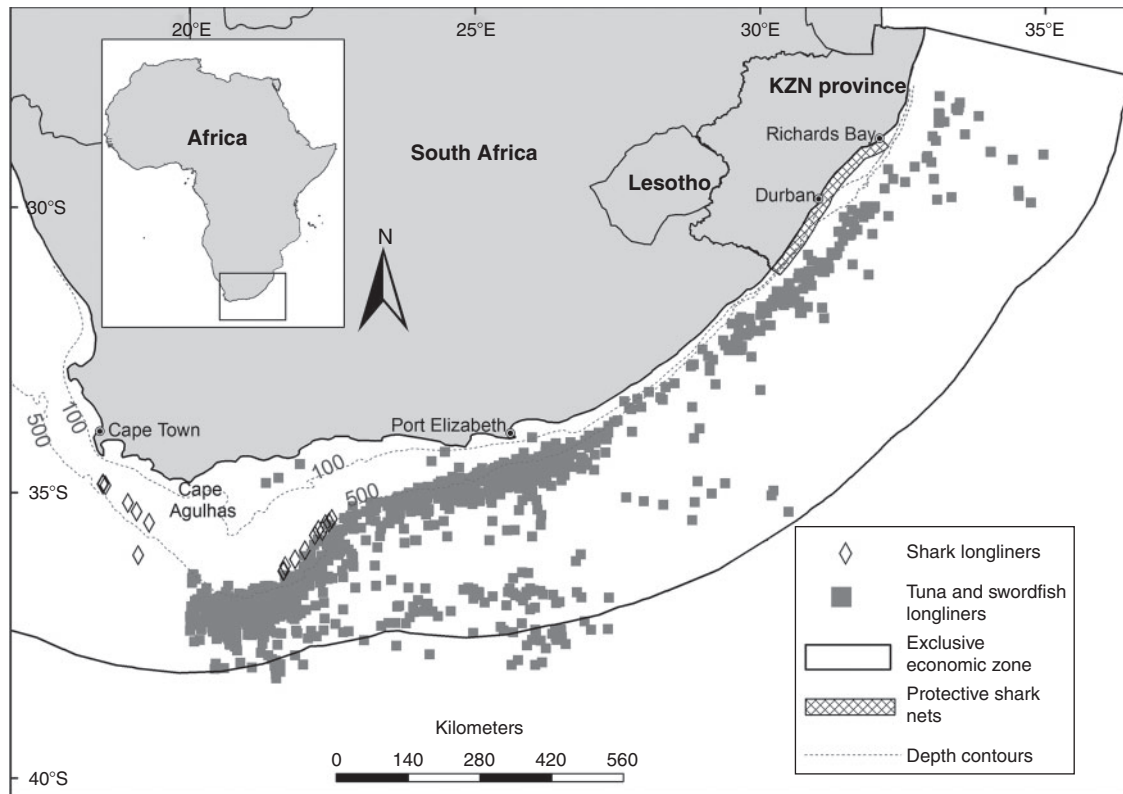 20°E
25°E
30°E
35°E
KZN province
Africa
South Africa
Richards Bay
Lesotho
Durban
30°S
N
100
500
Cape Town
Port Elizabeth
100
Cape
Agulhas
500
35°S
Shark longliners
Tuna and swordfish
longliners
Exclusive
economic zone
Protective shark
nets
Depth contours
Kilometers
0 140 280 420 560
40°S